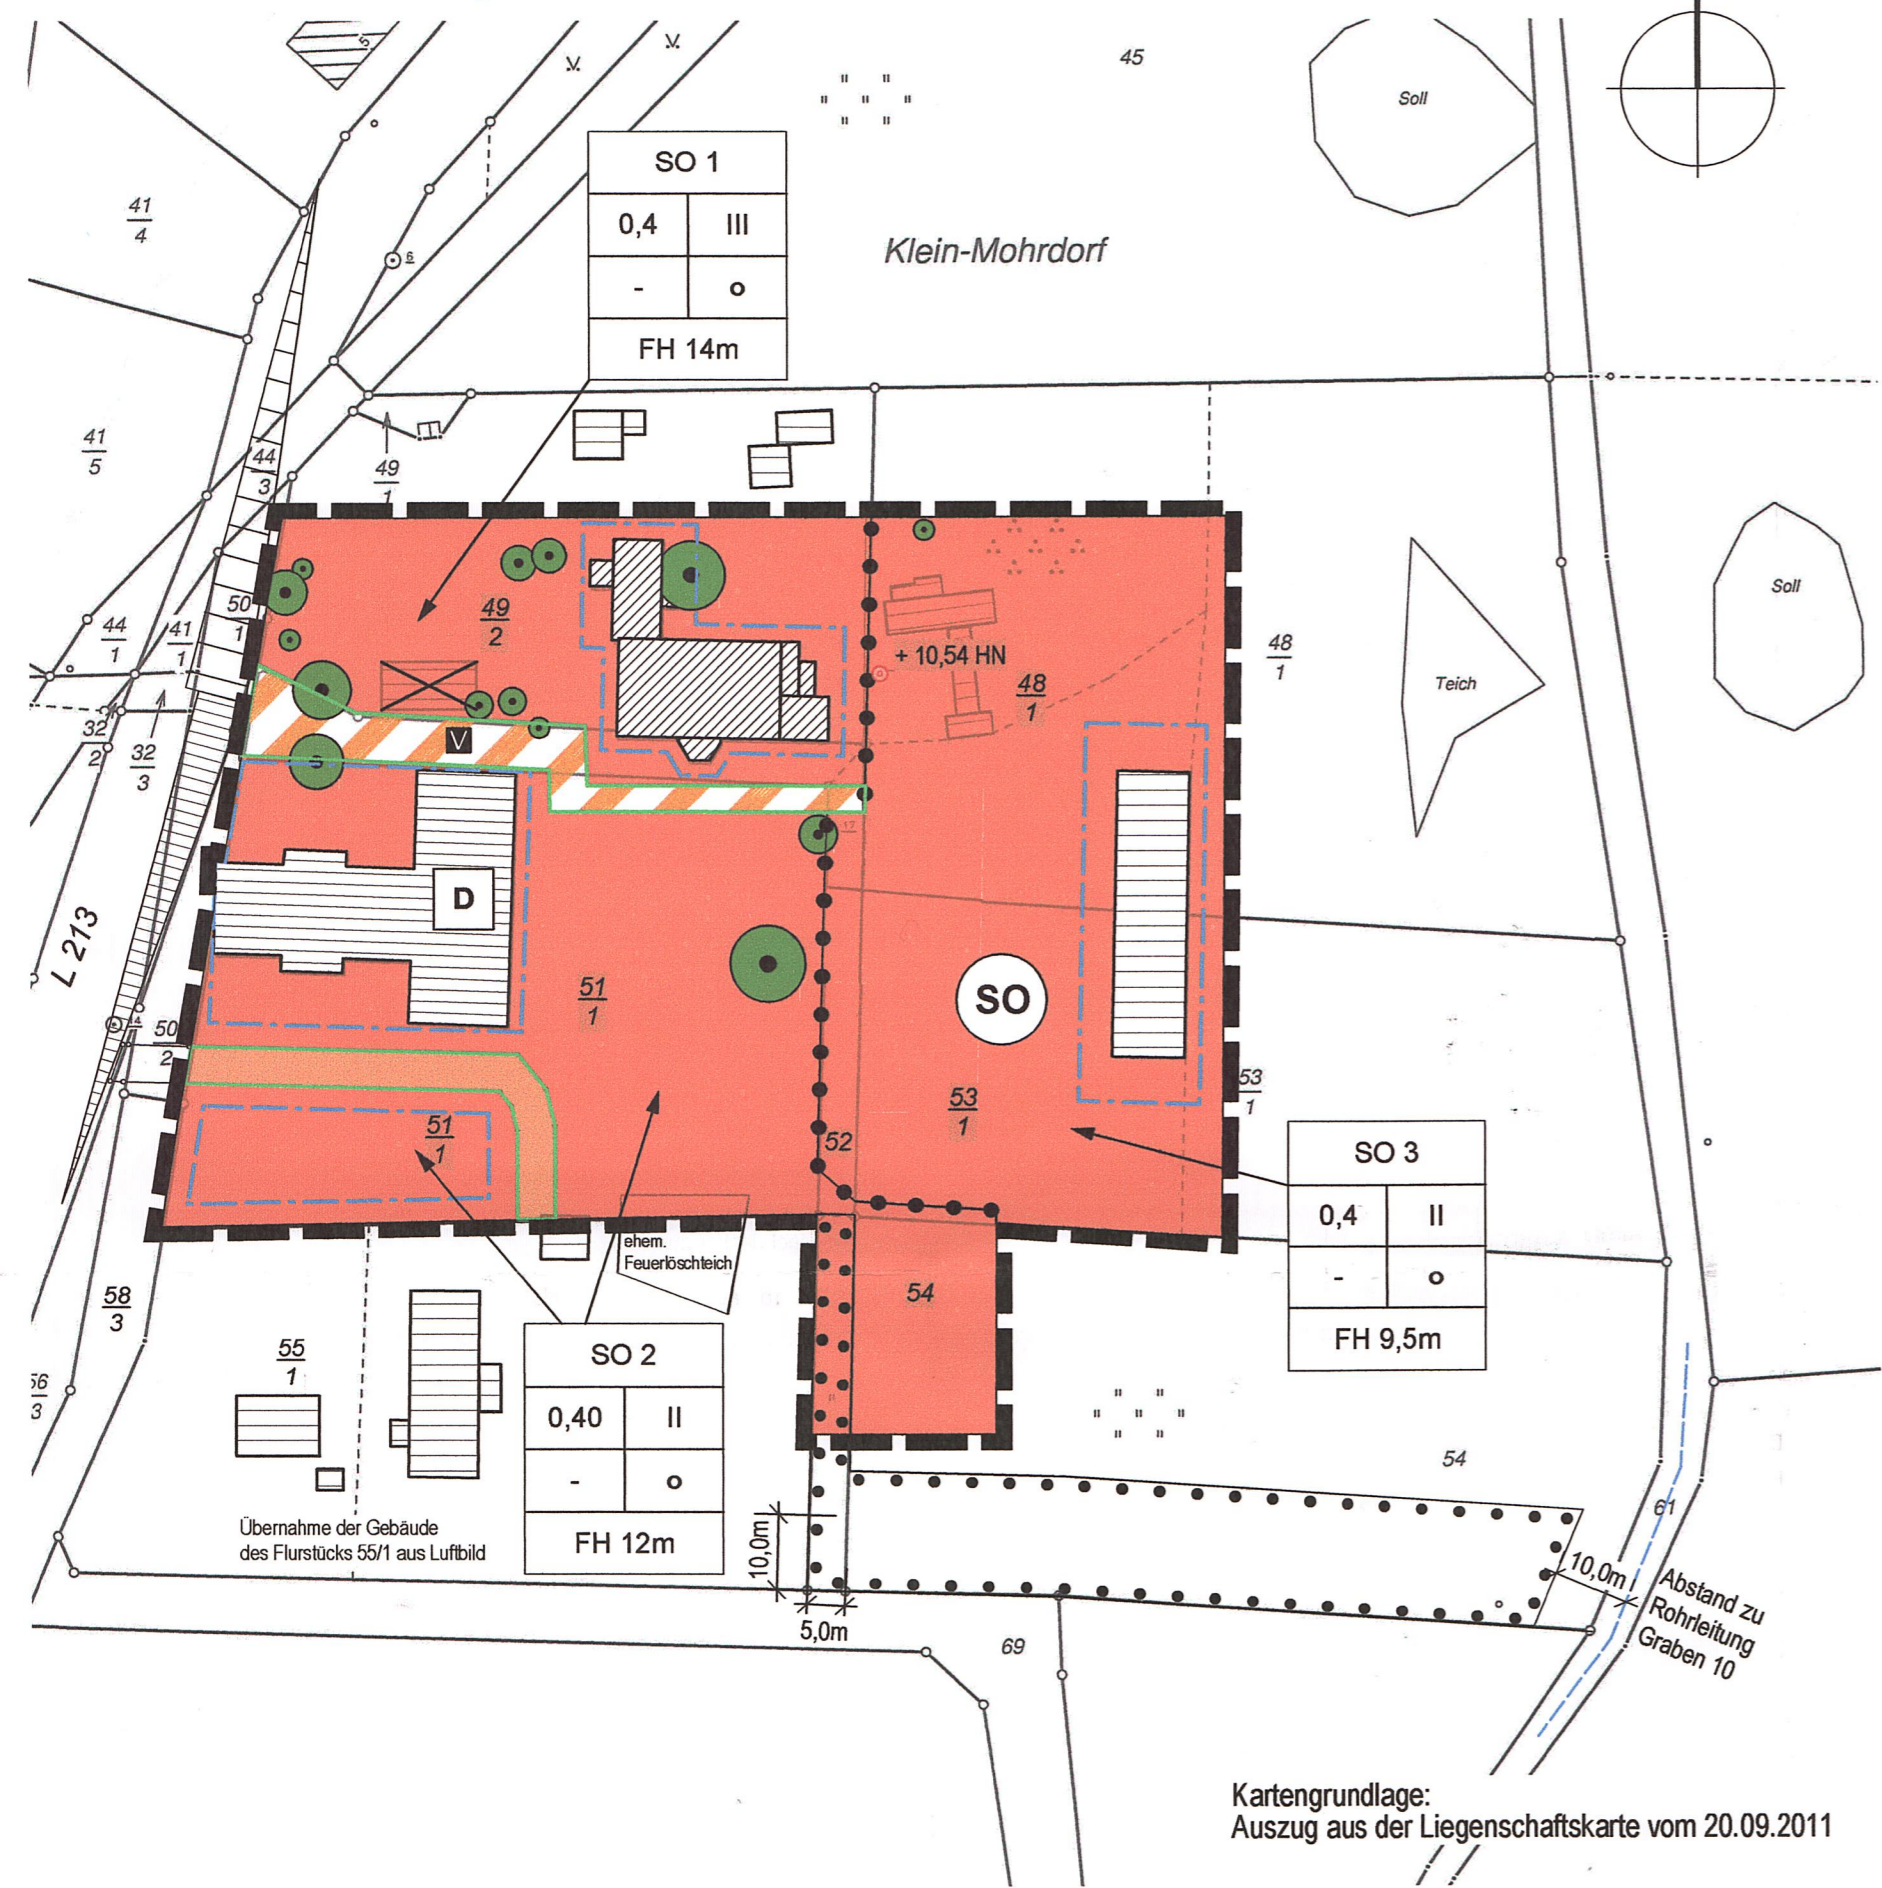 5
V
V
45
Soll
SO 1
0,4 III
- o
FH 14m
41
4
6
Klein-Mohrdorf
41
5
44
3
49
1
Soll
50
1
49
2
44
1
41
1
+ 10,54 HN
48
1
48
1
Teich
32
2
32
3
V
17
D
L 213
51
1
SO
14
50
2
51
1
52
53
1
53
1
SO 3
0,4 II
- o
FH 9,5m
ehem.
Feuerlöschteich
54
58
3
55
1
56
3
SO 2
0,40 II
- o
FH 12m
54
61
Übernahme der Gebäude
des Flurstücks 55/1 aus Luftbild
10,0m
5,0m
10,0m
Abstand zu
Rohrleitung
Graben 10
69
Kartengrundlage:
Auszug aus der Liegenschaftskarte vom 20.09.2011